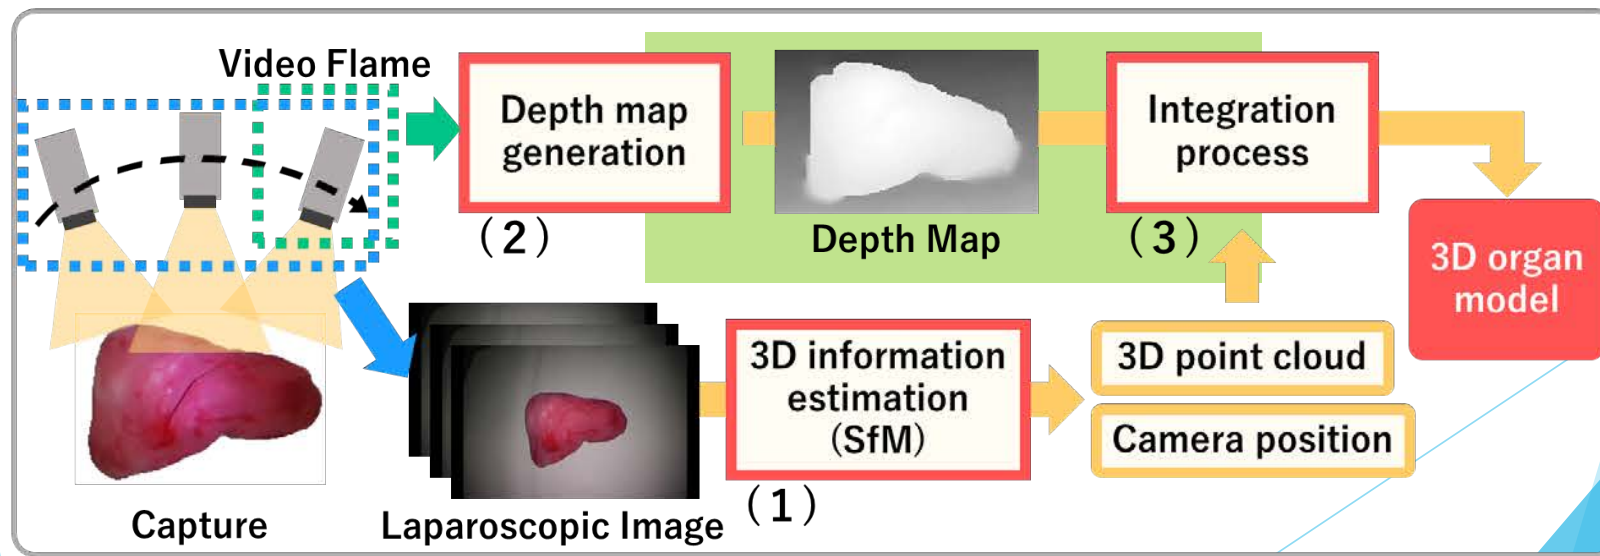 Video Flame
Depth map
generation
(2)
Depth Map
Integration
process
(3)
3D organ
model
Capture
Laparoscopic Image
3D information
estimation
(SfM)
(1)
3D point cloud
Camera position